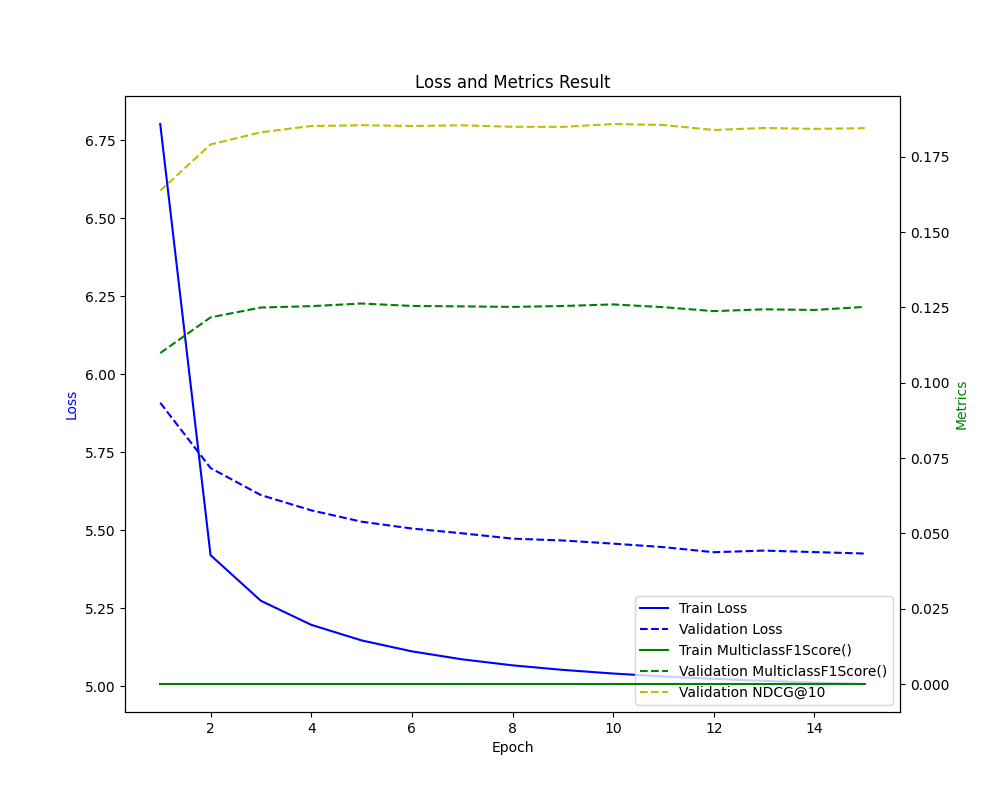 Loss and Metrics Result
6.75
6.50
6.25
6.00
5.75
5.50
5.25
5.00
Loss
0.175
0.150
0.125
0.100
0.075
0.050
0.025
0.000
Metrics
Train Loss
Validation Loss
Train MulticlassF1Score()
Validation MulticlassF1Score()
Validation NDCG@10
2 4 6 8 10 12 14
Epoch